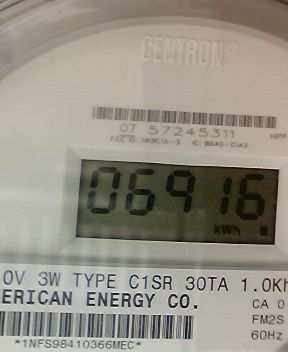 CENTRON®
07 57245311
06916
kWh
0V 3W TYPE C1SR 30TA 1.0Kh
ERICAN ENERGY CO.
CA 0
FM2S
60Hz
*1NFS98410366MEC*